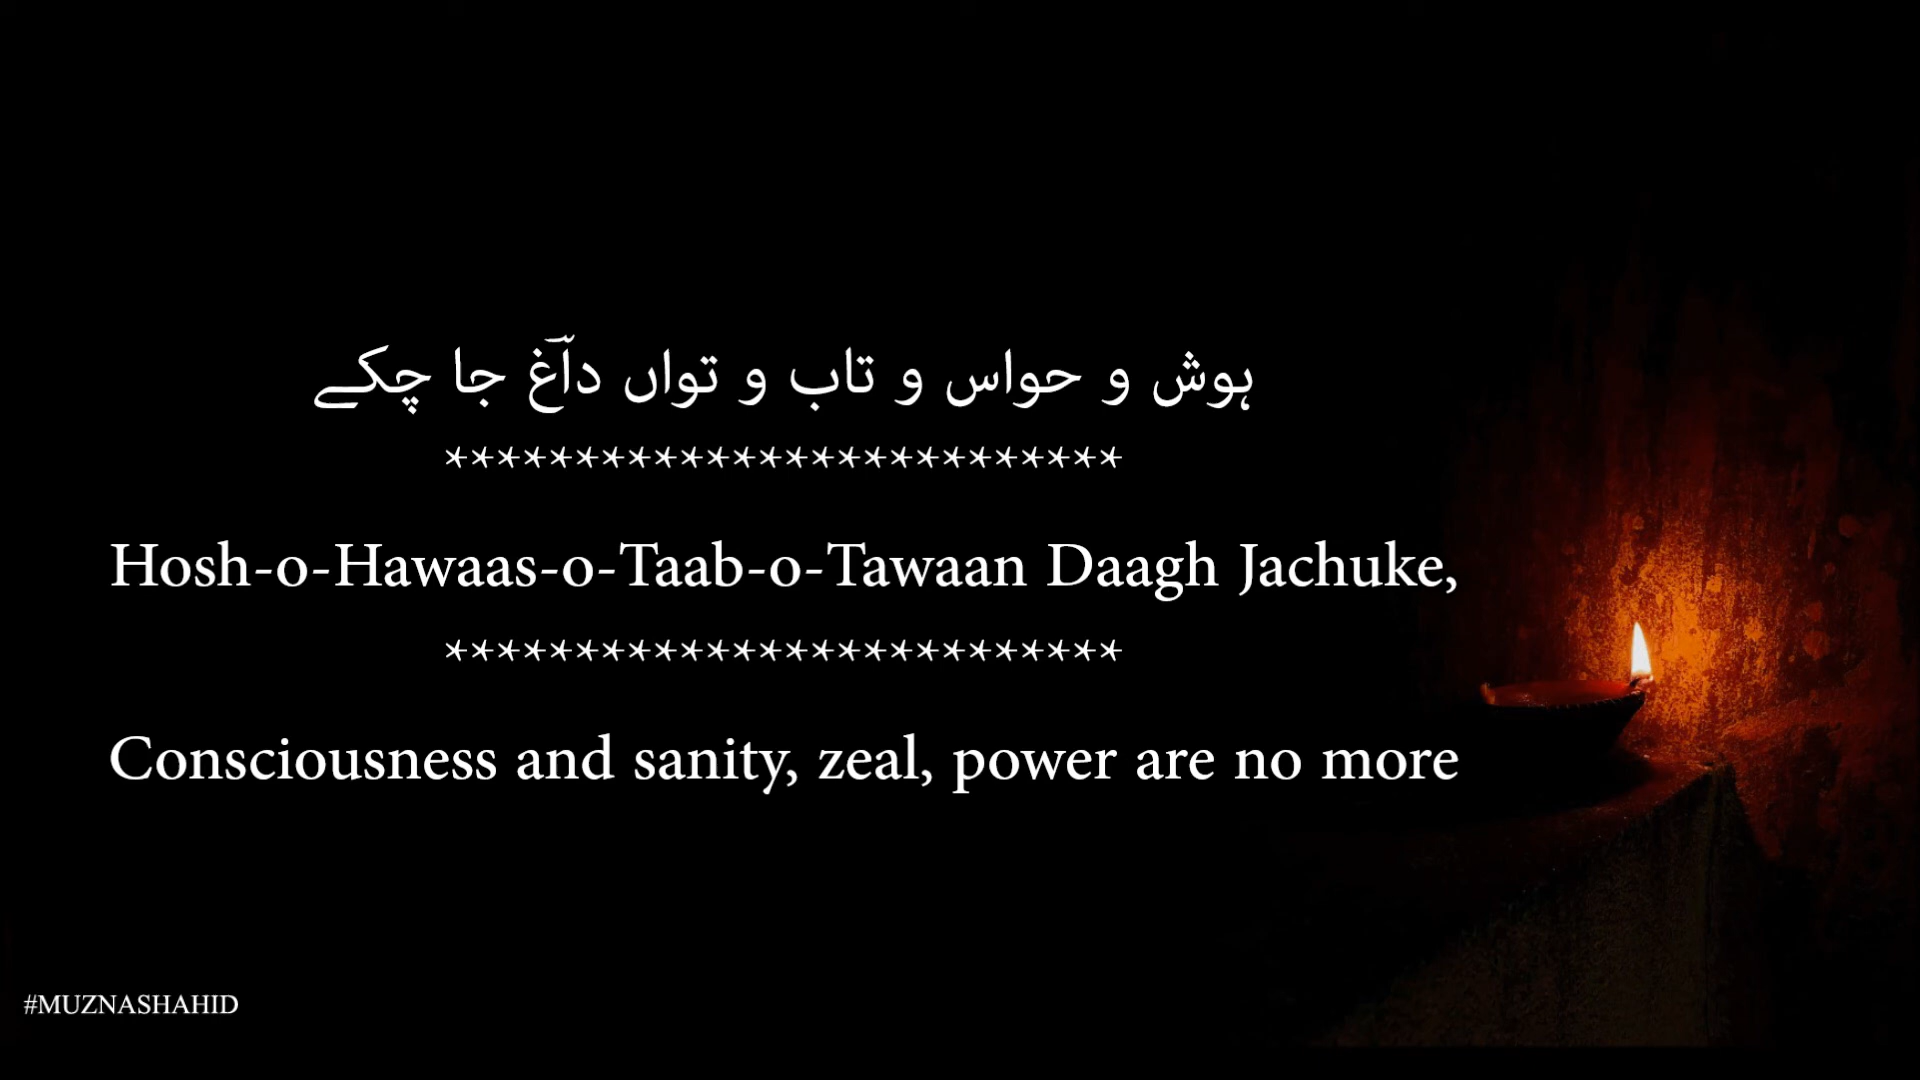 ہوش و حواس و تاب و تواں داؔغ جا چکے
**************************
Hosh-o-Hawaas-o-Taab-o-Tawaan Daagh Jachuke,
**************************
Consciousness and sanity, zeal, power are no more
#MUZNASHAHID